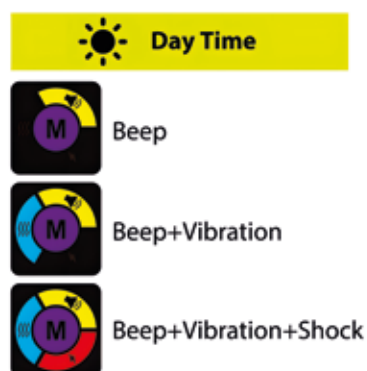 Day Time
M
Beep
M
Beep+Vibration
M
Beep+Vibration+Shock